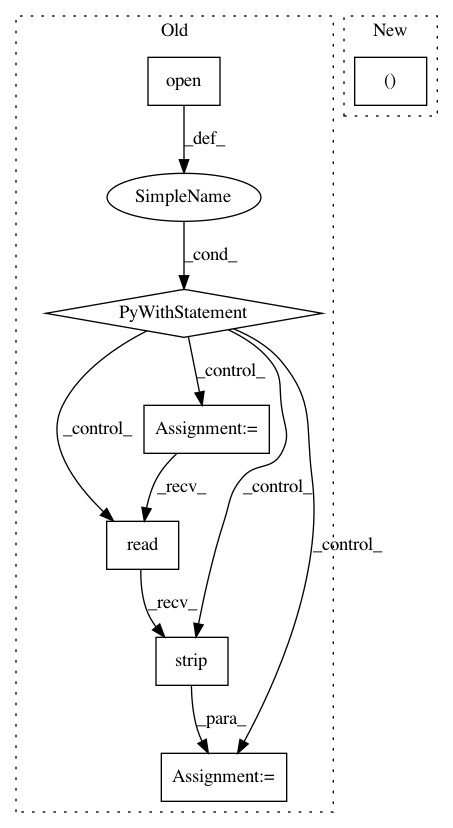 Old
New
open
()
_def_
SimpleName
_cond_
PyWithStatement
_control_
_control_
Assignment:=
_recv_
_control_
_control_
read
_recv_
strip
_para_
Assignment:=